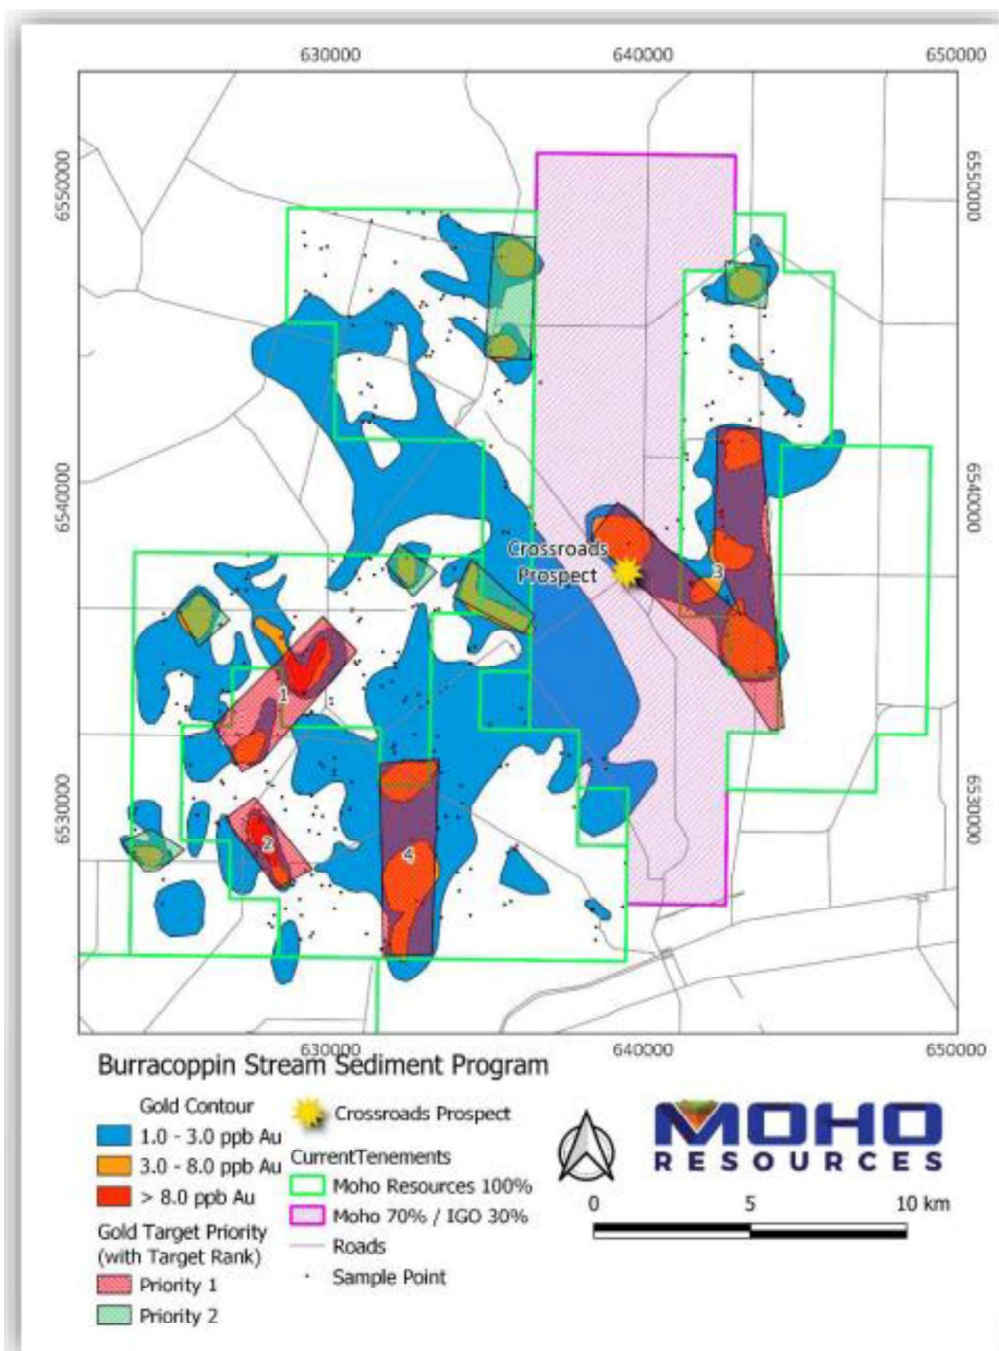 630000 640000 650000
6550000 6550000
6540000 6540000
Crossroads
Prospect
3
1
6530000 6530000
2
4
630000 640000 650000
Burracoppin Stream Sediment Program
Gold Contour
1.0 - 3.0 ppb Au
3.0 - 8.0 ppb Au
> 8.0 ppb Au
Gold Target Priority
(with Target Rank)
Priority 1
Priority 2
Crossroads Prospect
CurrentTenements
Moho Resources 100%
Moho 70% / IGO 30%
Roads
Sample Point
MOHO
RESOURCES
0 5 10 km